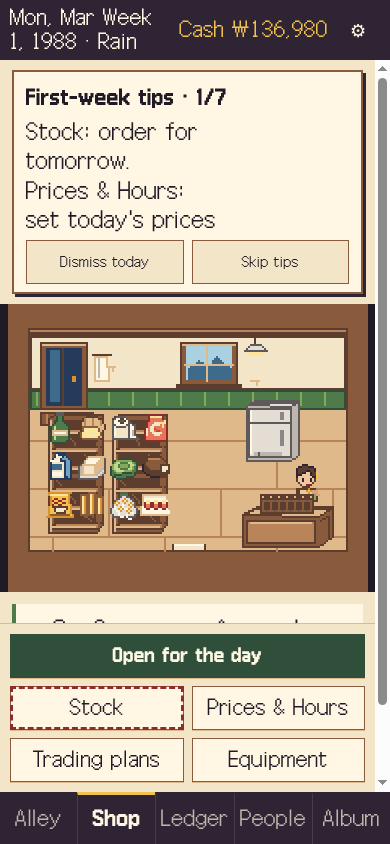 Mon, Mar Week
1, 1988 · Rain
Cash ₩136,980
First-week tips · 1/7
Stock: order for
tomorrow.
Prices & Hours:
set today's prices
Dismiss today
Skip tips
Open for the day
Stock
Prices & Hours
Trading plans
Equipment
Alley
Shop
Ledger
People
Album